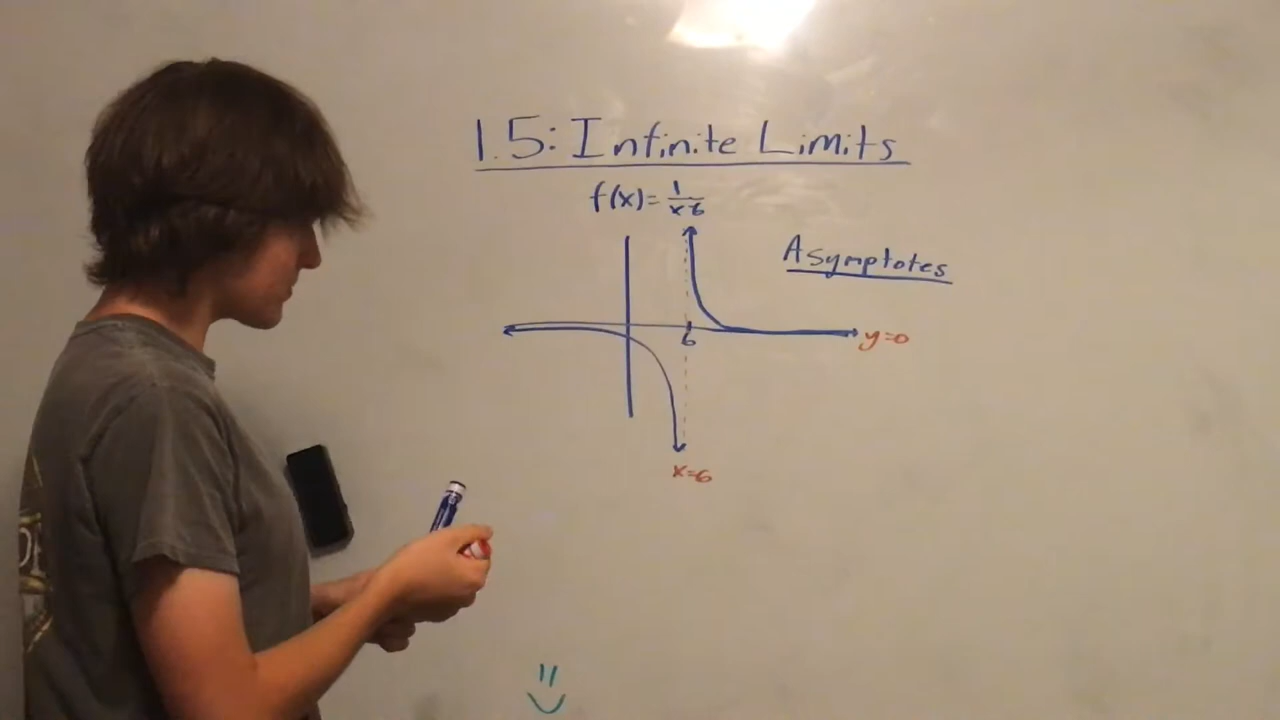 1.5: Infinite Limits
f(x)= 1/x-6
Asymptotes
6
y=0
x=6